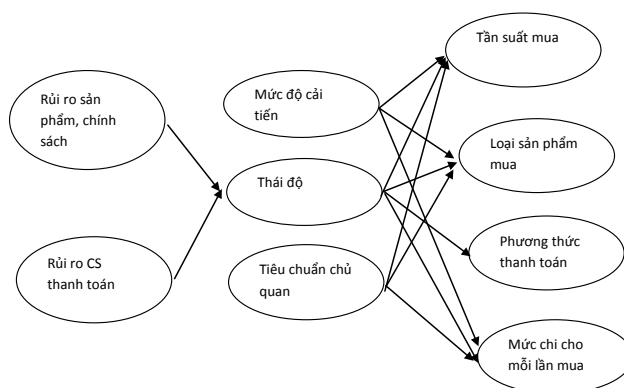 Tần suất mua
Rủi ro sản
phẩm, chính
sách
Mức độ cải
tiến
Loại sản phẩm
mua
Thái độ
Phương thức
thanh toán
Rủi ro CS
thanh toán
Tiêu chuẩn chủ
quan
Mức chi cho
mỗi lần mua